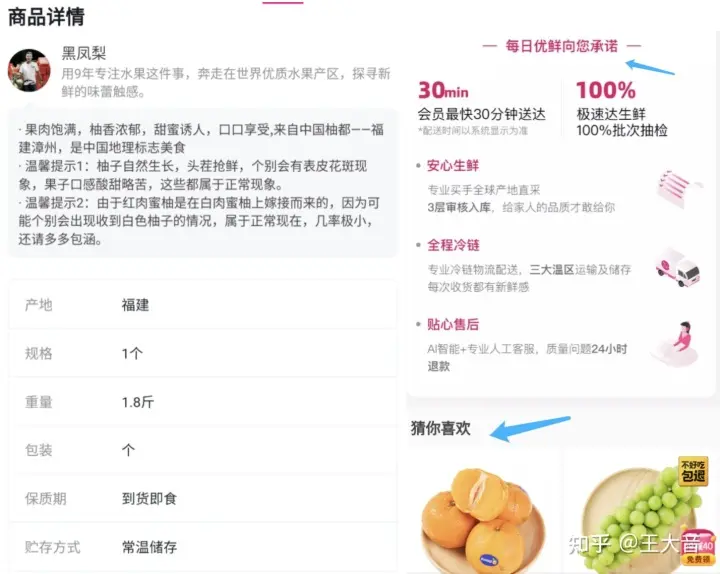 商品详情
黑凤梨
用9年专注水果这件事，奔走在世界优质水果产区，探寻新
鲜的味蕾触感。
· 果肉饱满，柚香浓郁，甜蜜诱人，口口享受,来自中国柚都——福
建漳州，是中国地理标志美食
· 温馨提示1：柚子自然生长，头茬抢鲜，个别会有表皮花斑现
象，果子口感酸甜略苦，这些都属于正常现象。
· 温馨提示2：由于红肉蜜柚是在白肉蜜柚上嫁接而来的，因为可
能个别会出现收到白色柚子的情况，属于正常现在，几率极小，
还请多多包涵。
产地 福建
规格 1个
重量 1.8斤
包装 个
保质期 到货即食
贮存方式 常温储存
每日优鲜向您承诺
30min 100%
会员最快30分钟送达 极速达生鲜
*配送时间以系统显示为准 100%批次抽检
安心生鲜
专业买手全球产地直采
3层审核入库，给家人的品质才敢给你
全程冷链
专业冷链物流配送，三大温区运输及储存
每次收货都有新鲜感
贴心售后
AI智能+专业人工客服，质量问题24小时
退款
猜你喜欢
不好吃
包退
知乎 @王大音
免费领